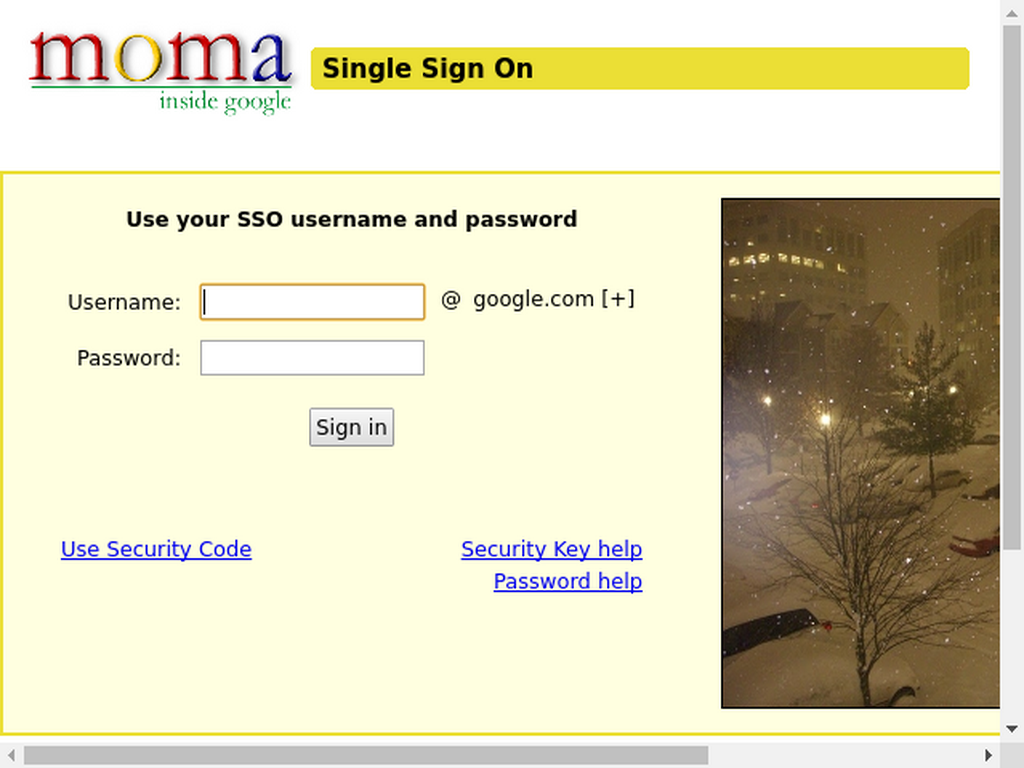 moma
inside google
Single Sign On
Use your SSO username and password
Username: @ google.com [+]
Password:
Sign in
Use Security Code Security Key help
Password help